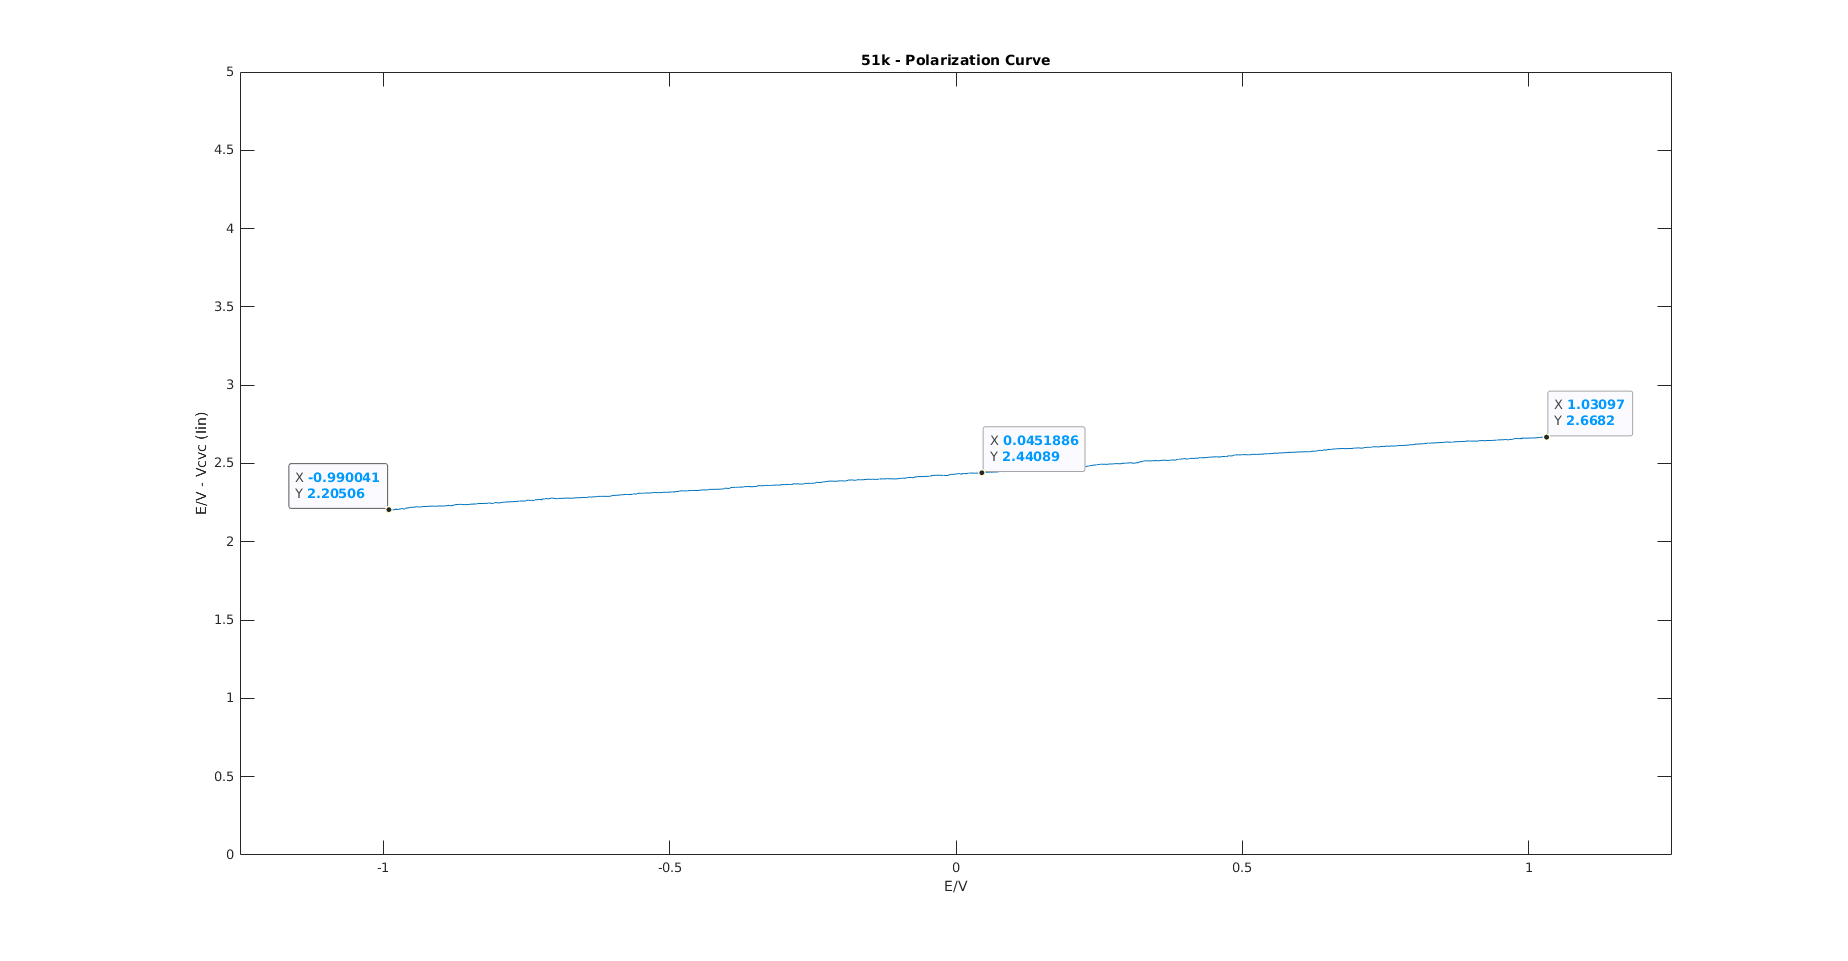 51k - Polarization Curve
5
4.5
4
3.5
3
2.5
2
1.5
1
0.5
0
E/V - Vcvc (lin)
X -0.990041
Y 2.20506
X 0.0451886
Y 2.44089
X 1.03097
Y 2.6682
-1
-0.5
0
0.5
1
E/V